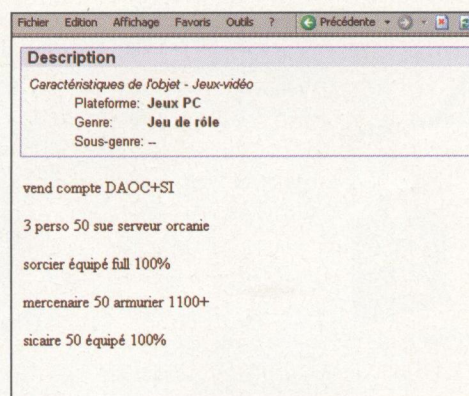 Fichier Edition Affichage Favoris Outils ? Précédente
Description
Caractéristiques de l'objet - Jeux-vidéo
Plateforme: Jeux PC
Genre: Jeu de rôle
Sous-genre: --
vend compte DAOC+SI
3 perso 50 sue serveur orcanie
sorcier équipé full 100%
mercenaire 50 armurier 1100+
sicaire 50 équipé 100%